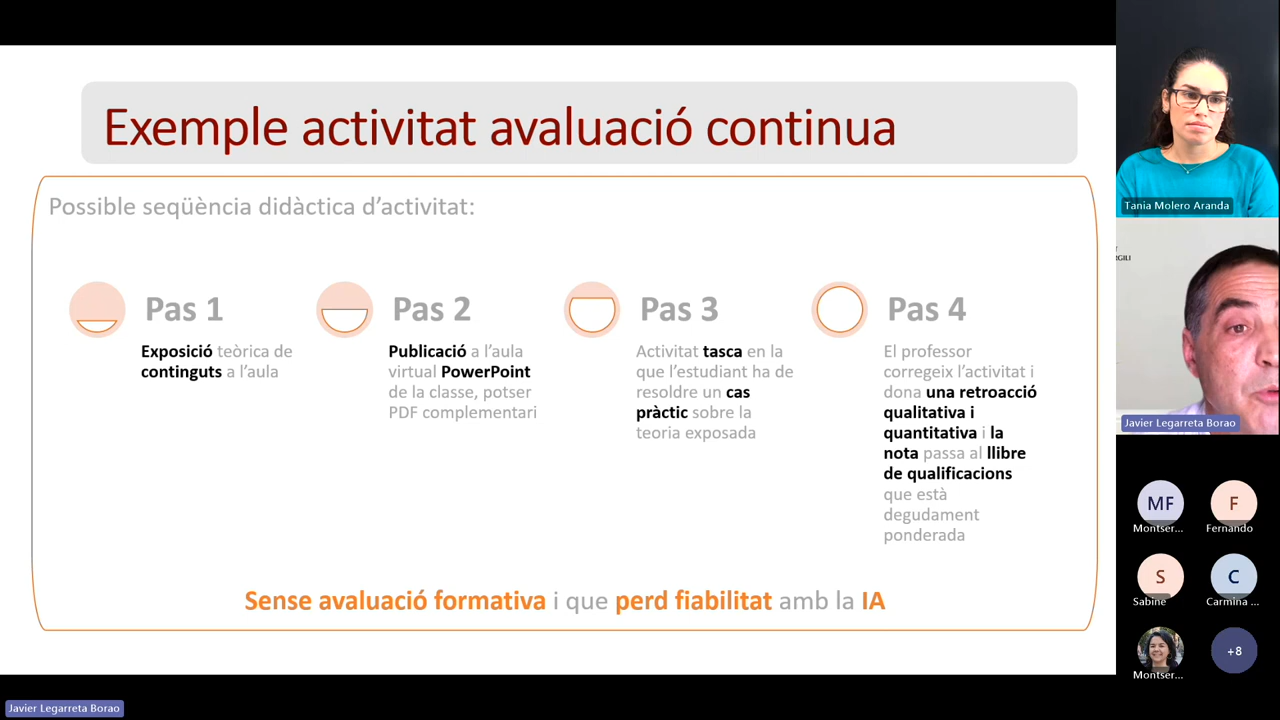 Exemple activitat avaluació continua
Possible seqüència didàctica d'activitat:
Pas 1
Exposició teòrica de
continguts a l'aula
Pas 2
Publicació a l'aula
virtual PowerPoint
de la classe, potser
PDF complementari
Pas 3
Activitat tasca en la
que l'estudiant ha de
resoldre un cas
pràctic sobre la
teoria exposada
Pas 4
El professor
corregeix l'activitat i
dona una retroacció
qualitativa i
quantitativa i la
nota passa al llibre
de qualificacions
que està
degudament
ponderada
Sense avaluació formativa i que perd fiabilitat amb la IA
Tania Molero Aranda
Javier Legarreta Borao
MF
Montser...
F
Fernando
S
Sabine
C
Carmina ...
Montser...
+8
Javier Legarreta Borao